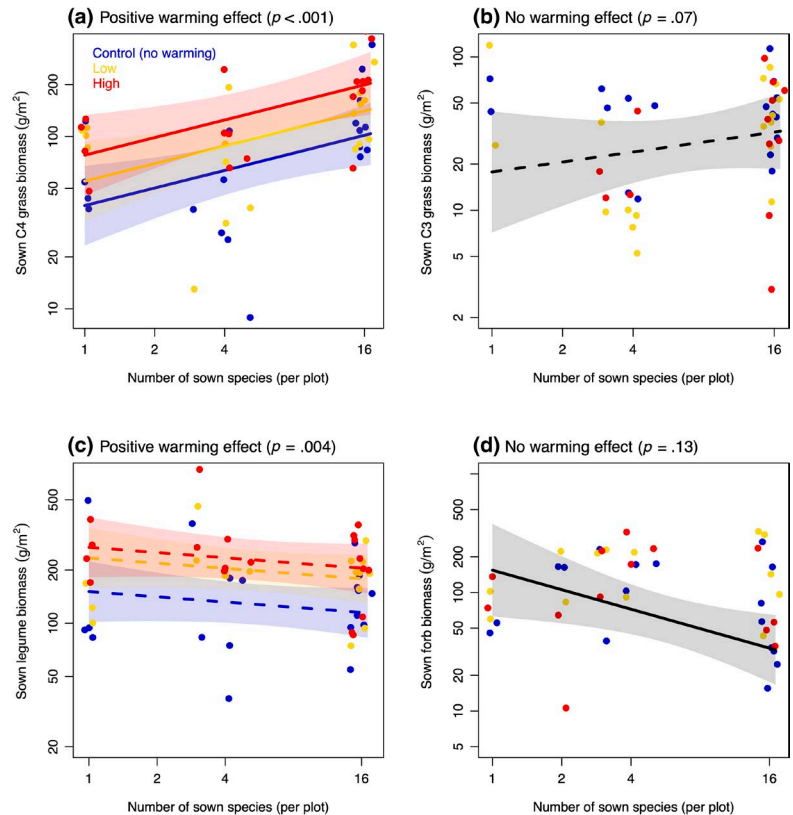 (a) Positive warming effect (p < .001)
Control (no warming)
Low
High
Sown C4 grass biomass (g/m²)
200
100
50
20
10
1 2 4 16
Number of sown species (per plot)
(b) No warming effect (p = .07)
Sown C3 grass biomass (g/m²)
100
50
20
10
5
2
1 2 4 16
Number of sown species (per plot)
(c) Positive warming effect (p = .004)
Sown legume biomass (g/m²)
500
200
100
50
20
1 2 4 16
Number of sown species (per plot)
(d) No warming effect (p = .13)
Sown forb biomass (g/m²)
500
200
100
50
20
10
5
1 2 4 16
Number of sown species (per plot)